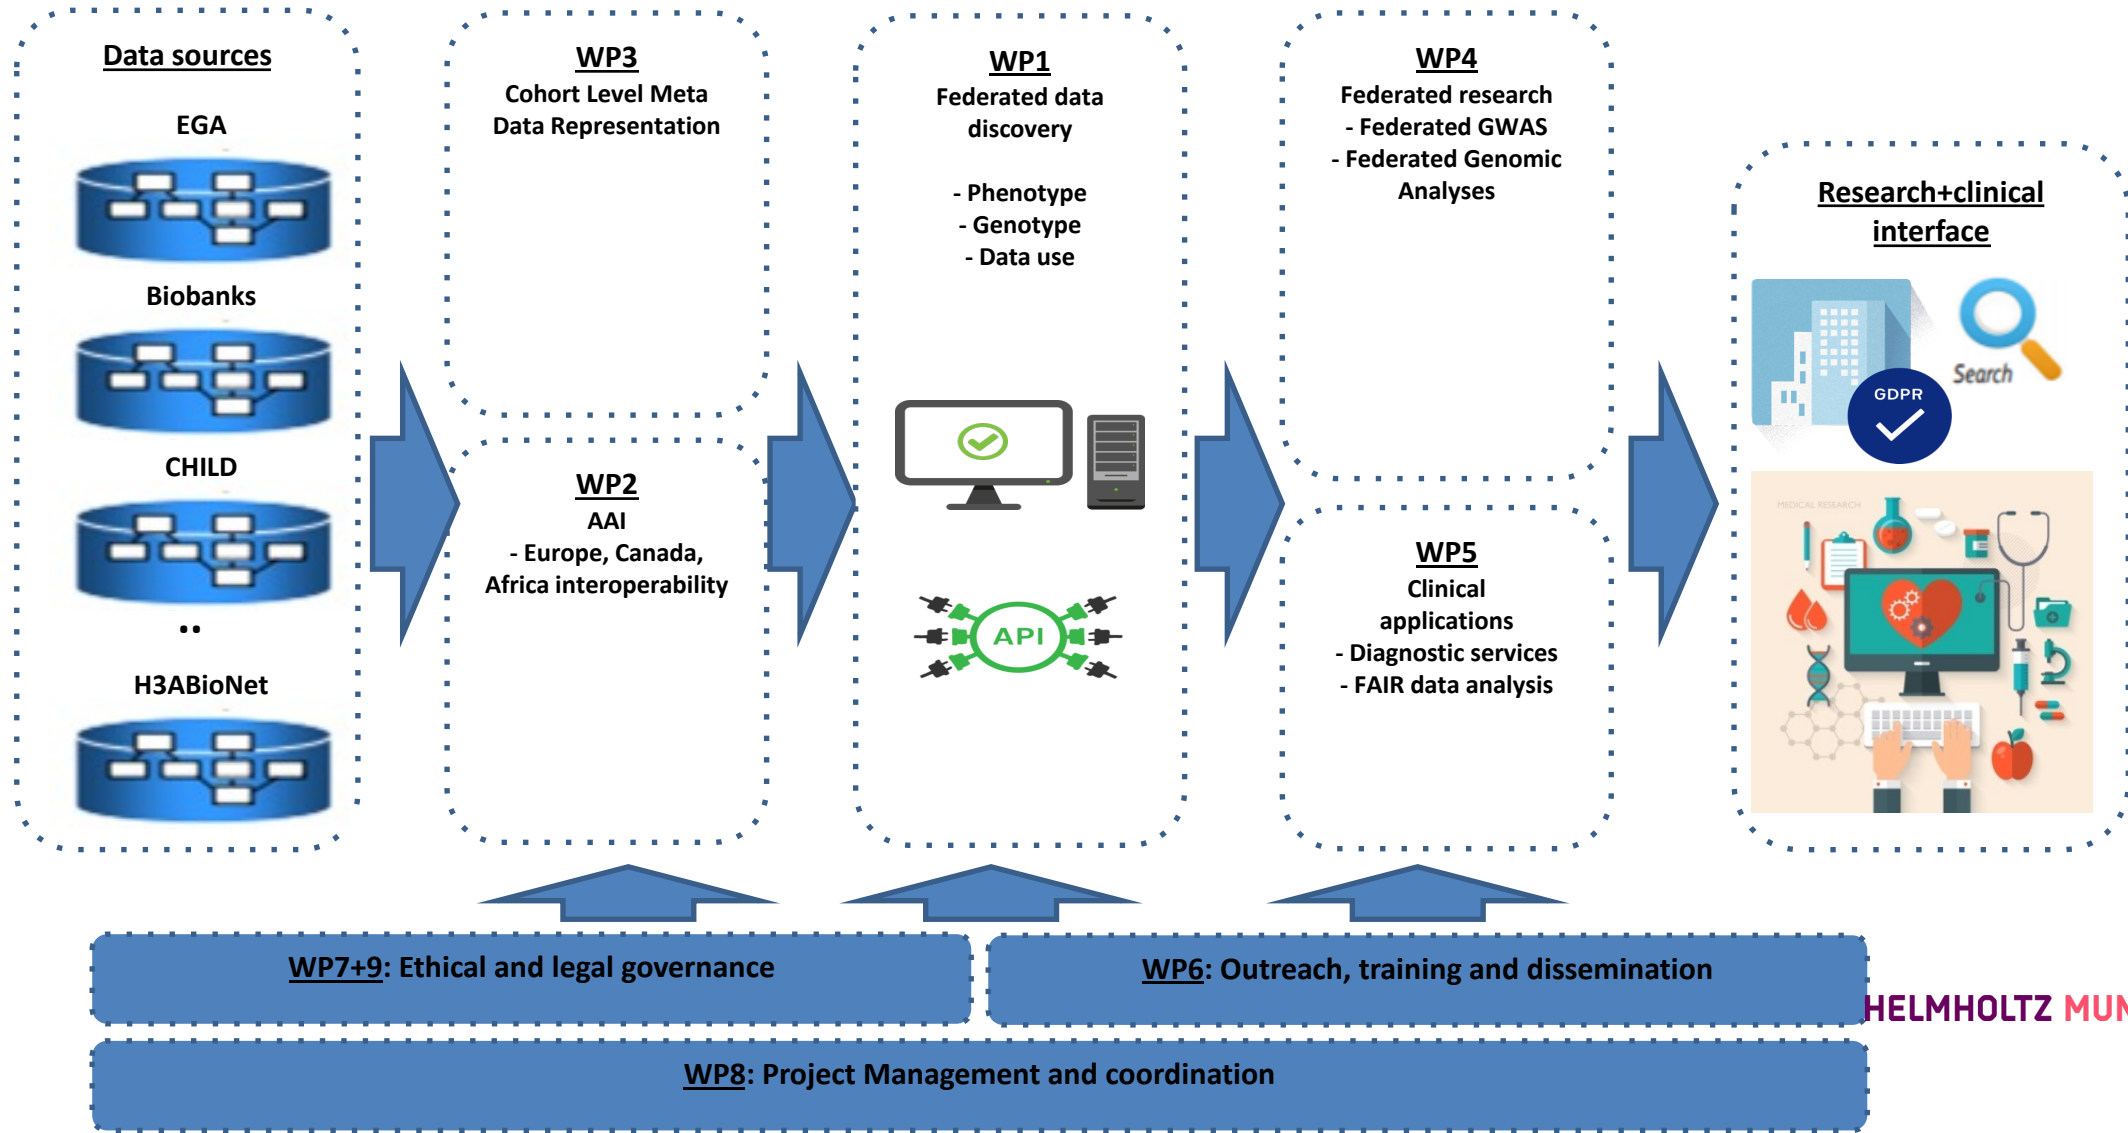 Data sources
EGA
Biobanks
CHILD
..
H3ABioNet
WP3
Cohort Level Meta
Data Representation
WP2
AAI
- Europe, Canada,
Africa interoperability
WP1
Federated data
discovery
- Phenotype
- Genotype
- Data use
API
WP4
Federated research
- Federated GWAS
- Federated Genomic
Analyses
WP5
Clinical
applications
- Diagnostic services
- FAIR data analysis
Research+clinical
interface
Search
GDPR
MEDICAL RESEARCH
WP7+9: Ethical and legal governance
WP6: Outreach, training and dissemination
HELMHOLTZ MUN
WP8: Project Management and coordination